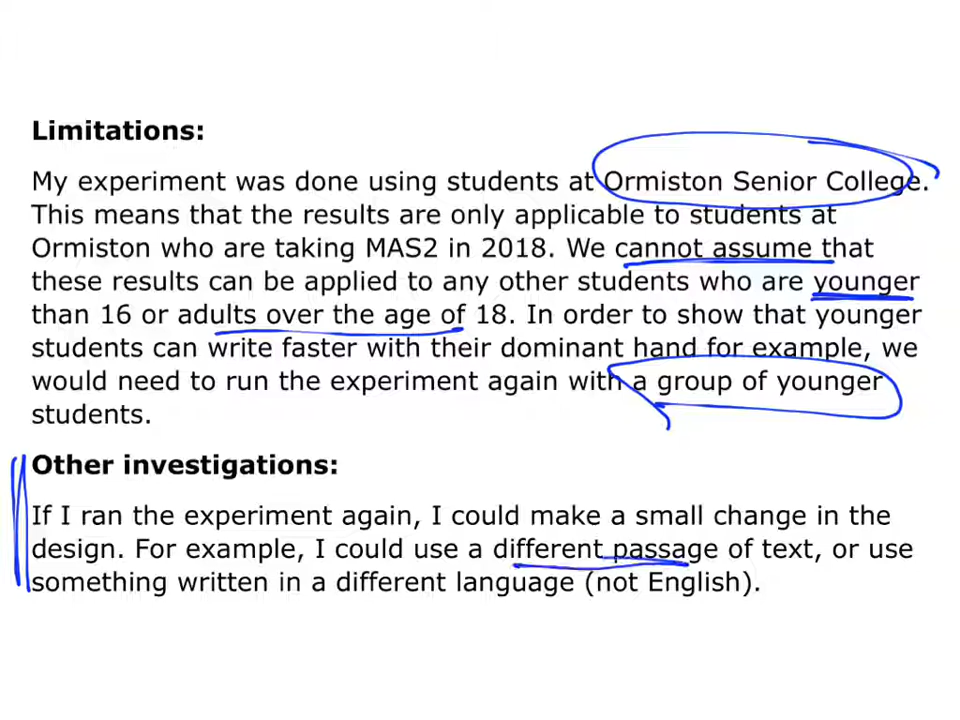 Limitations:
My experiment was done using students at Ormiston Senior College.
This means that the results are only applicable to students at
Ormiston who are taking MAS2 in 2018. We cannot assume that
these results can be applied to any other students who are younger
than 16 or adults over the age of 18. In order to show that younger
students can write faster with their dominant hand for example, we
would need to run the experiment again with a group of younger
students.
Other investigations:
If I ran the experiment again, I could make a small change in the
design. For example, I could use a different passage of text, or use
something written in a different language (not English).